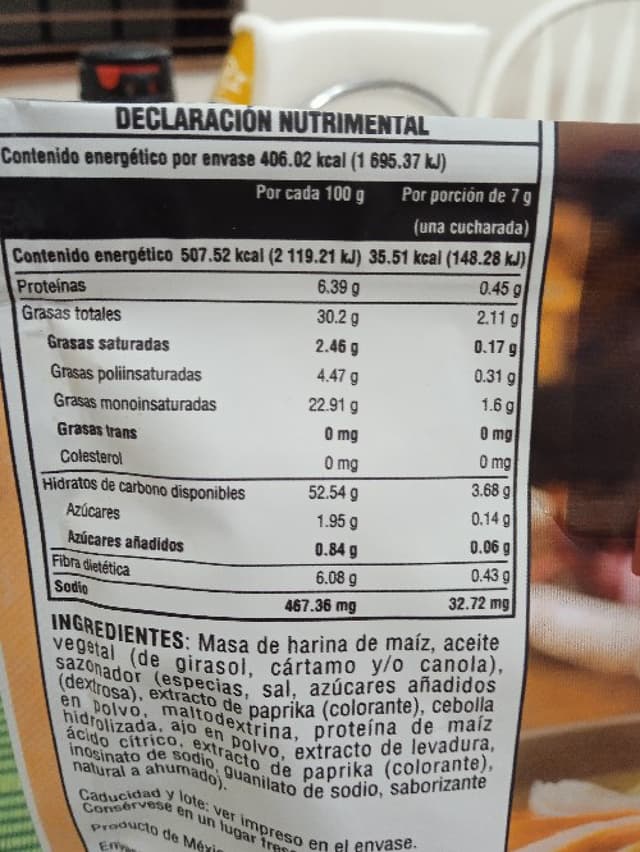 DECLARACIÓN NUTRIMENTAL
Contenido energético por envase 406.02 kcal (1 695.37 kJ)
Por cada 100 g Por porción de 7 g
(una cucharada)
Contenido energético 507.52 kcal (2 119.21 kJ) 35.51 kcal (148.28 kJ)
Proteínas 6.39 g 0.45 g
Grasas totales 30.2 g 2.11 g
Grasas saturadas 2.46 g 0.17 g
Grasas poliinsaturadas 4.47 g 0.31 g
Grasas monoinsaturadas 22.91 g 1.6 g
Grasas trans 0 mg 0 mg
Colesterol 0 mg 0 mg
Hidratos de carbono disponibles 52.54 g 3.68 g
Azúcares 1.95 g 0.14 g
Azúcares añadidos 0.84 g 0.06 g
Fibra dietética 6.08 g 0.43 g
Sodio 467.36 mg 32.72 mg
INGREDIENTES: Masa de harina de maíz, aceite
vegetal (de girasol, cártamo y/o canola),
sazonador (especias, sal, azúcares añadidos
(dextrosa), extracto de paprika (colorante), cebolla
en polvo, maltodextrina, proteína de maíz
hidrolizada, ajo en polvo, extracto de levadura,
ácido cítrico, extracto de paprika (colorante),
inosinato de sodio, guanilato de sodio, saborizante
natural a ahumado).
Caducidad y lote: ver impreso en el envase.
Consérvese en un lugar
Producto de